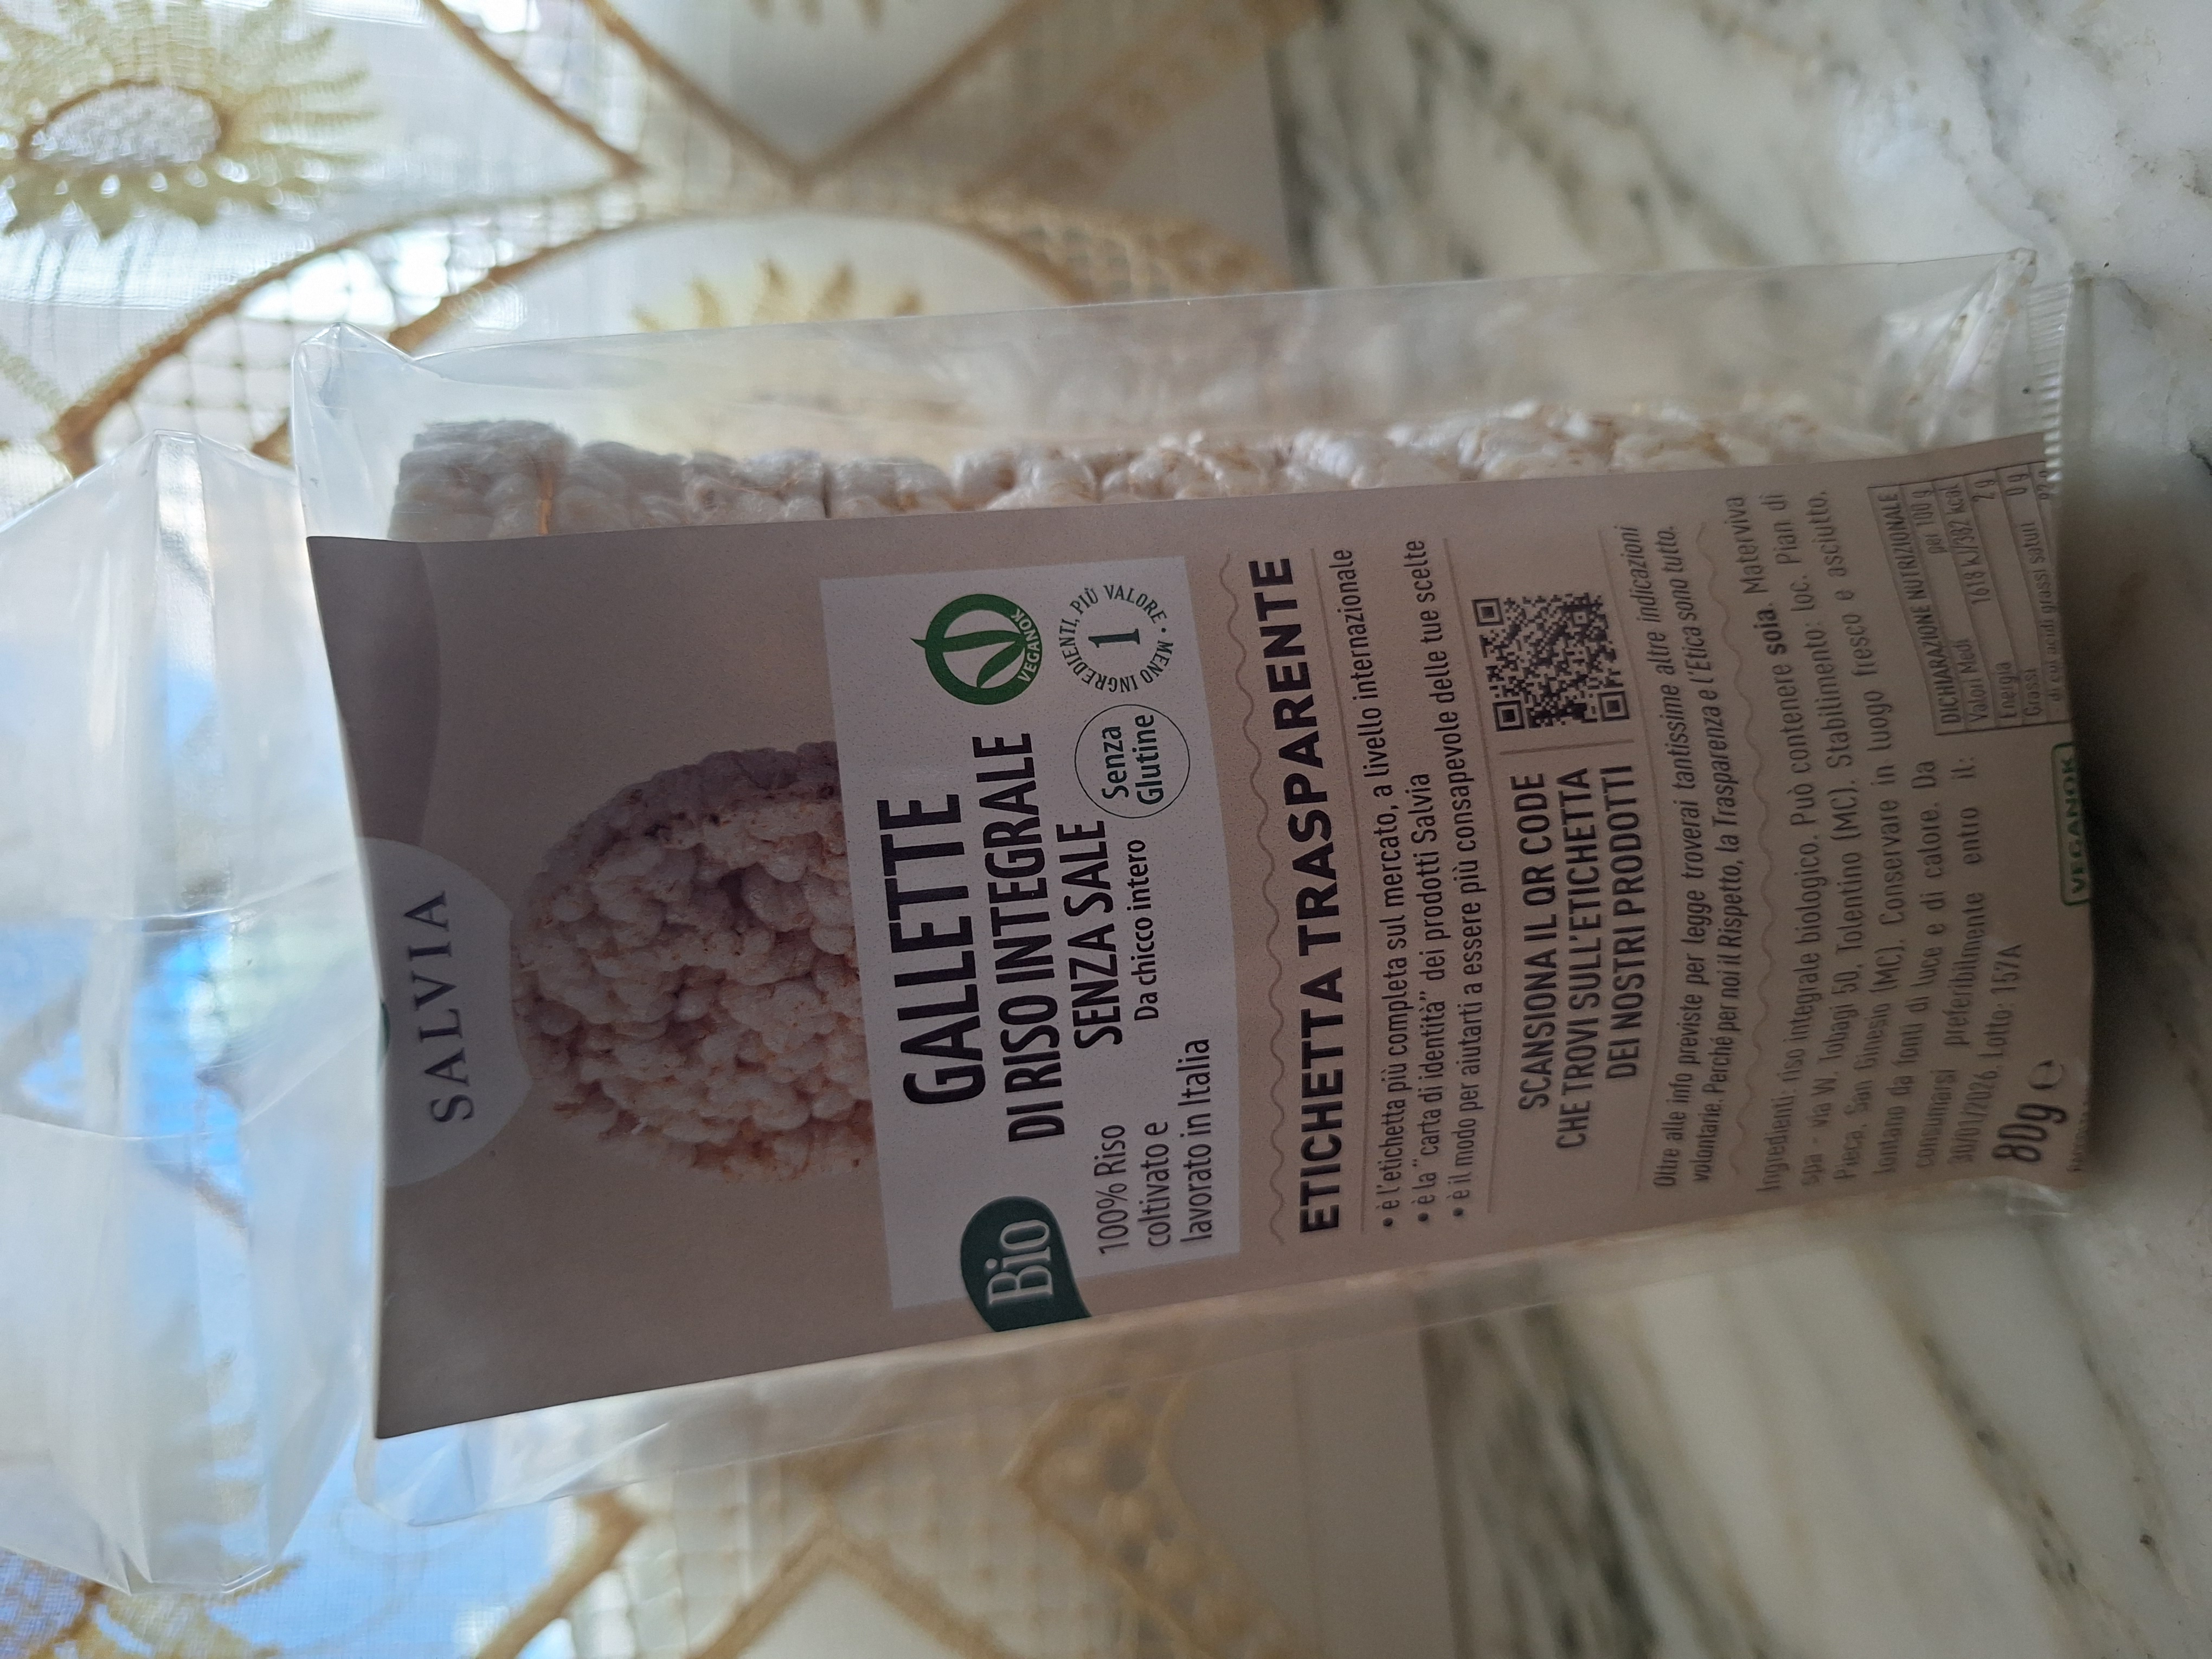 SALVIA
GALLETTE
DI RISO INTEGRALE
SENZA SALE
Da chicco intero
Bio
100% Riso
coltivato e
lavorato in Italia
Senza
Glutine
VEGANOK
MENO INGREDIENTI, PIÙ VALORE •
1
ETICHETTA TRASPARENTE
• è l'etichetta più completa sul mercato, a livello internazionale
• è la "carta di identità" dei prodotti Salvia
• è il modo per aiutarti a essere più consapevole delle tue scelte
SCANSIONA IL QR CODE
CHE TROVI SULL'ETICHETTA
DEI NOSTRI PRODOTTI
Oltre alle info previste per legge troverai tantissime altre indicazioni
volontarie. Perché per noi il Rispetto, la Trasparenza e l'Etica sono tutto.
Ingredienti: riso integrale biologico. Può contenere soia. Materviva
spa - via W. Tobagi 50, Tolentino (MC). Stabilimento: loc. Pian di
Pieca, San Ginesio (MC). Conservare in luogo fresco e asciutto,
lontano da fonti di luce e di calore. Da
consumarsi preferibilmente entro il:
30/01/2026 Lotto: 157A
80g e
DICHIARAZIONE NUTRIZIONALE
Valori Medi per 100 g
Energia 1618 kJ/382 kcal
Grassi 2 g
di cui acidi grassi saturi 0 g
VEGANOK